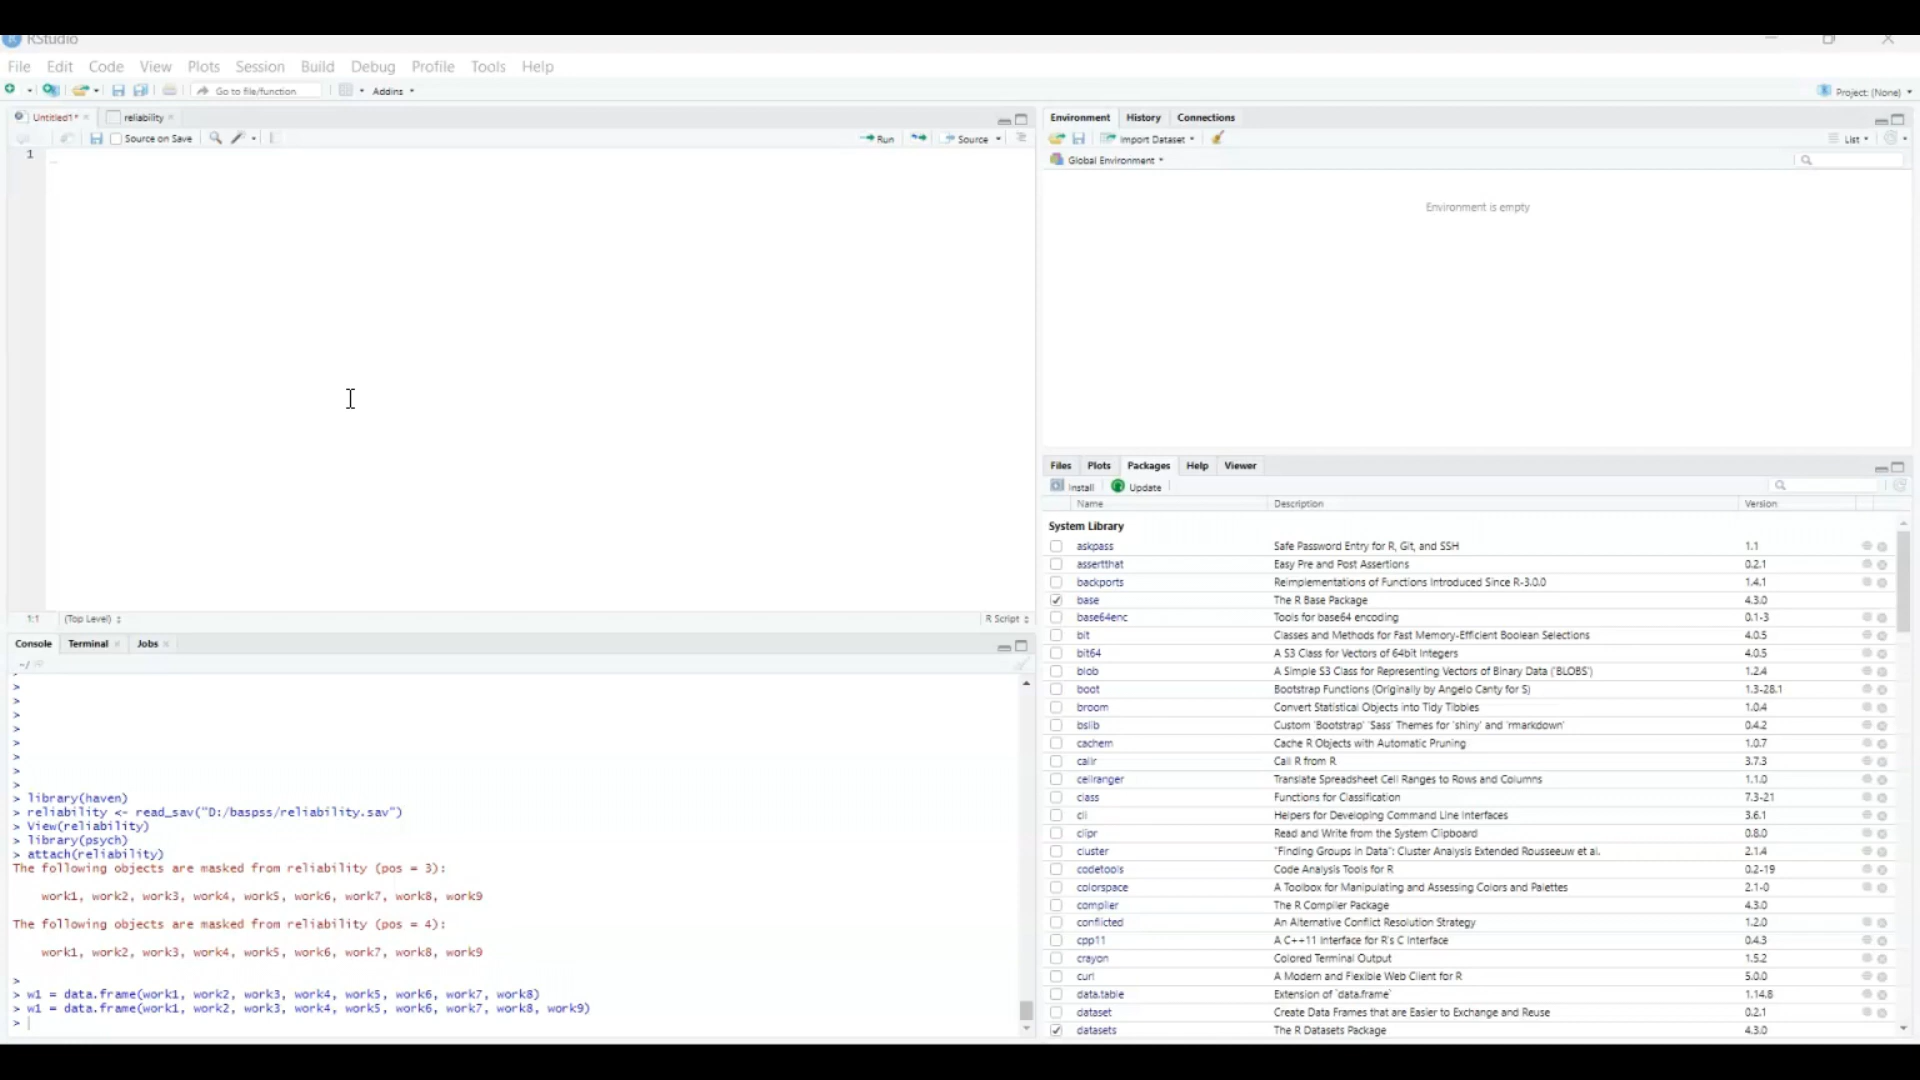 RStudio
File Edit Code View Plots Session Build Debug Profile Tools Help
Go to file/function Addins Project: (None)
Untitled1* reliability
Source on Save Run Source
1
1:1 (Top Level) R Script
Console Terminal Jobs
~/
>
>
>
>
>
>
>
>
> library(haven)
> reliability <- read_sav("D:/baspss/reliability.sav")
> View(reliability)
> library(psych)
> attach(reliability)
The following objects are masked from reliability (pos = 3):
work1, work2, work3, work4, work5, work6, work7, work8, work9
The following objects are masked from reliability (pos = 4):
work1, work2, work3, work4, work5, work6, work7, work8, work9
>
> w1 = data.frame(work1, work2, work3, work4, work5, work6, work7, work8)
> w1 = data.frame(work1, work2, work3, work4, work5, work6, work7, work8, work9)
>
Environment History Connections
Import Dataset List
Global Environment
Environment is empty
Files Plots Packages Help Viewer
Install Update
Name Description Version
System Library
askpass Safe Password Entry for R, Git, and SSH 1.1
assertthat Easy Pre and Post Assertions 0.2.1
backports Reimplementations of Functions Introduced Since R-3.0.0 1.4.1
base The R Base Package 4.3.0
base64enc Tools for base64 encoding 0.1-3
bit Classes and Methods for Fast Memory-Efficient Boolean Selections 4.0.5
bit64 A S3 Class for Vectors of 64bit Integers 4.0.5
blob A Simple S3 Class for Representing Vectors of Binary Data ('BLOBS') 1.2.4
boot Bootstrap Functions (Originally by Angelo Canty for S) 1.3-28.1
broom Convert Statistical Objects into Tidy Tibbles 1.0.4
bslib Custom 'Bootstrap' 'Sass' Themes for 'shiny' and 'rmarkdown' 0.4.2
cachem Cache R Objects with Automatic Pruning 1.0.7
callr Call R from R 3.7.3
cellranger Translate Spreadsheet Cell Ranges to Rows and Columns 1.1.0
class Functions for Classification 7.3-21
cli Helpers for Developing Command Line Interfaces 3.6.1
clipr Read and Write from the System Clipboard 0.8.0
cluster "Finding Groups in Data": Cluster Analysis Extended Rousseeuw et al. 2.1.4
codetools Code Analysis Tools for R 0.2-19
colorspace A Toolbox for Manipulating and Assessing Colors and Palettes 2.1-0
compiler The R Compiler Package 4.3.0
conflicted An Alternative Conflict Resolution Strategy 1.2.0
cpp11 A C++11 Interface for R's C Interface 0.4.3
crayon Colored Terminal Output 1.5.2
curl A Modern and Flexible Web Client for R 5.0.0
data.table Extension of `data.frame` 1.14.8
dataset Create Data Frames that are Easier to Exchange and Reuse 0.2.1
datasets The R Datasets Package 4.3.0